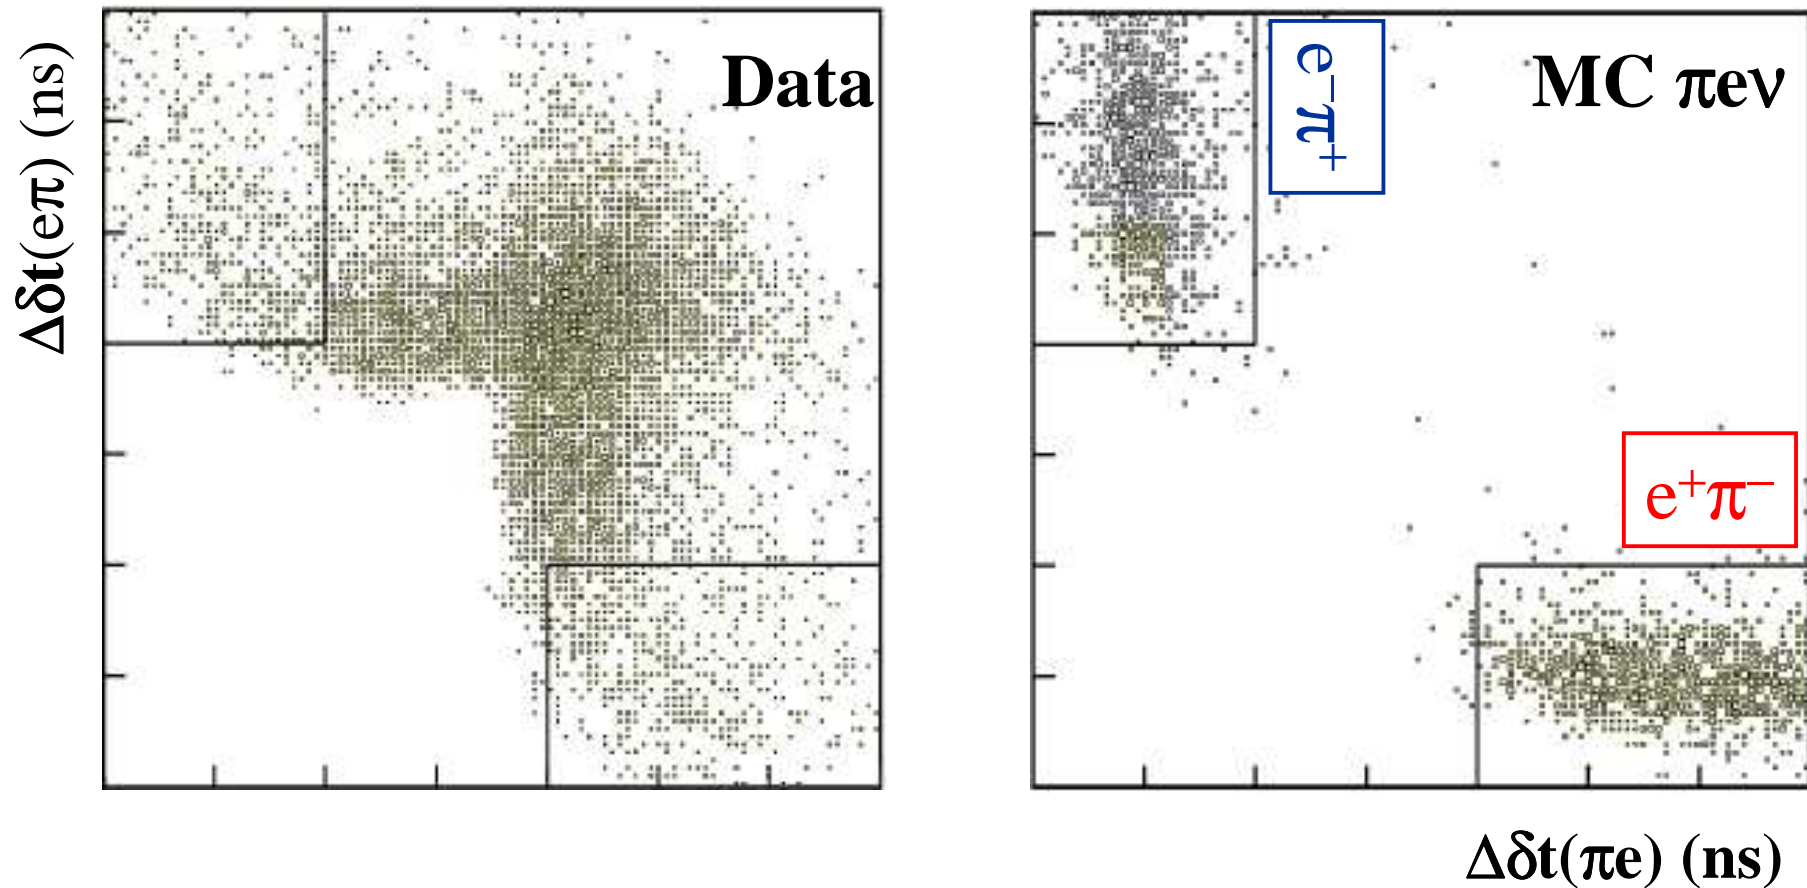 Δδt(eπ) (ns)
Data
e⁻π⁺
MC πeν
e⁺π⁻
Δδt(πe) (ns)